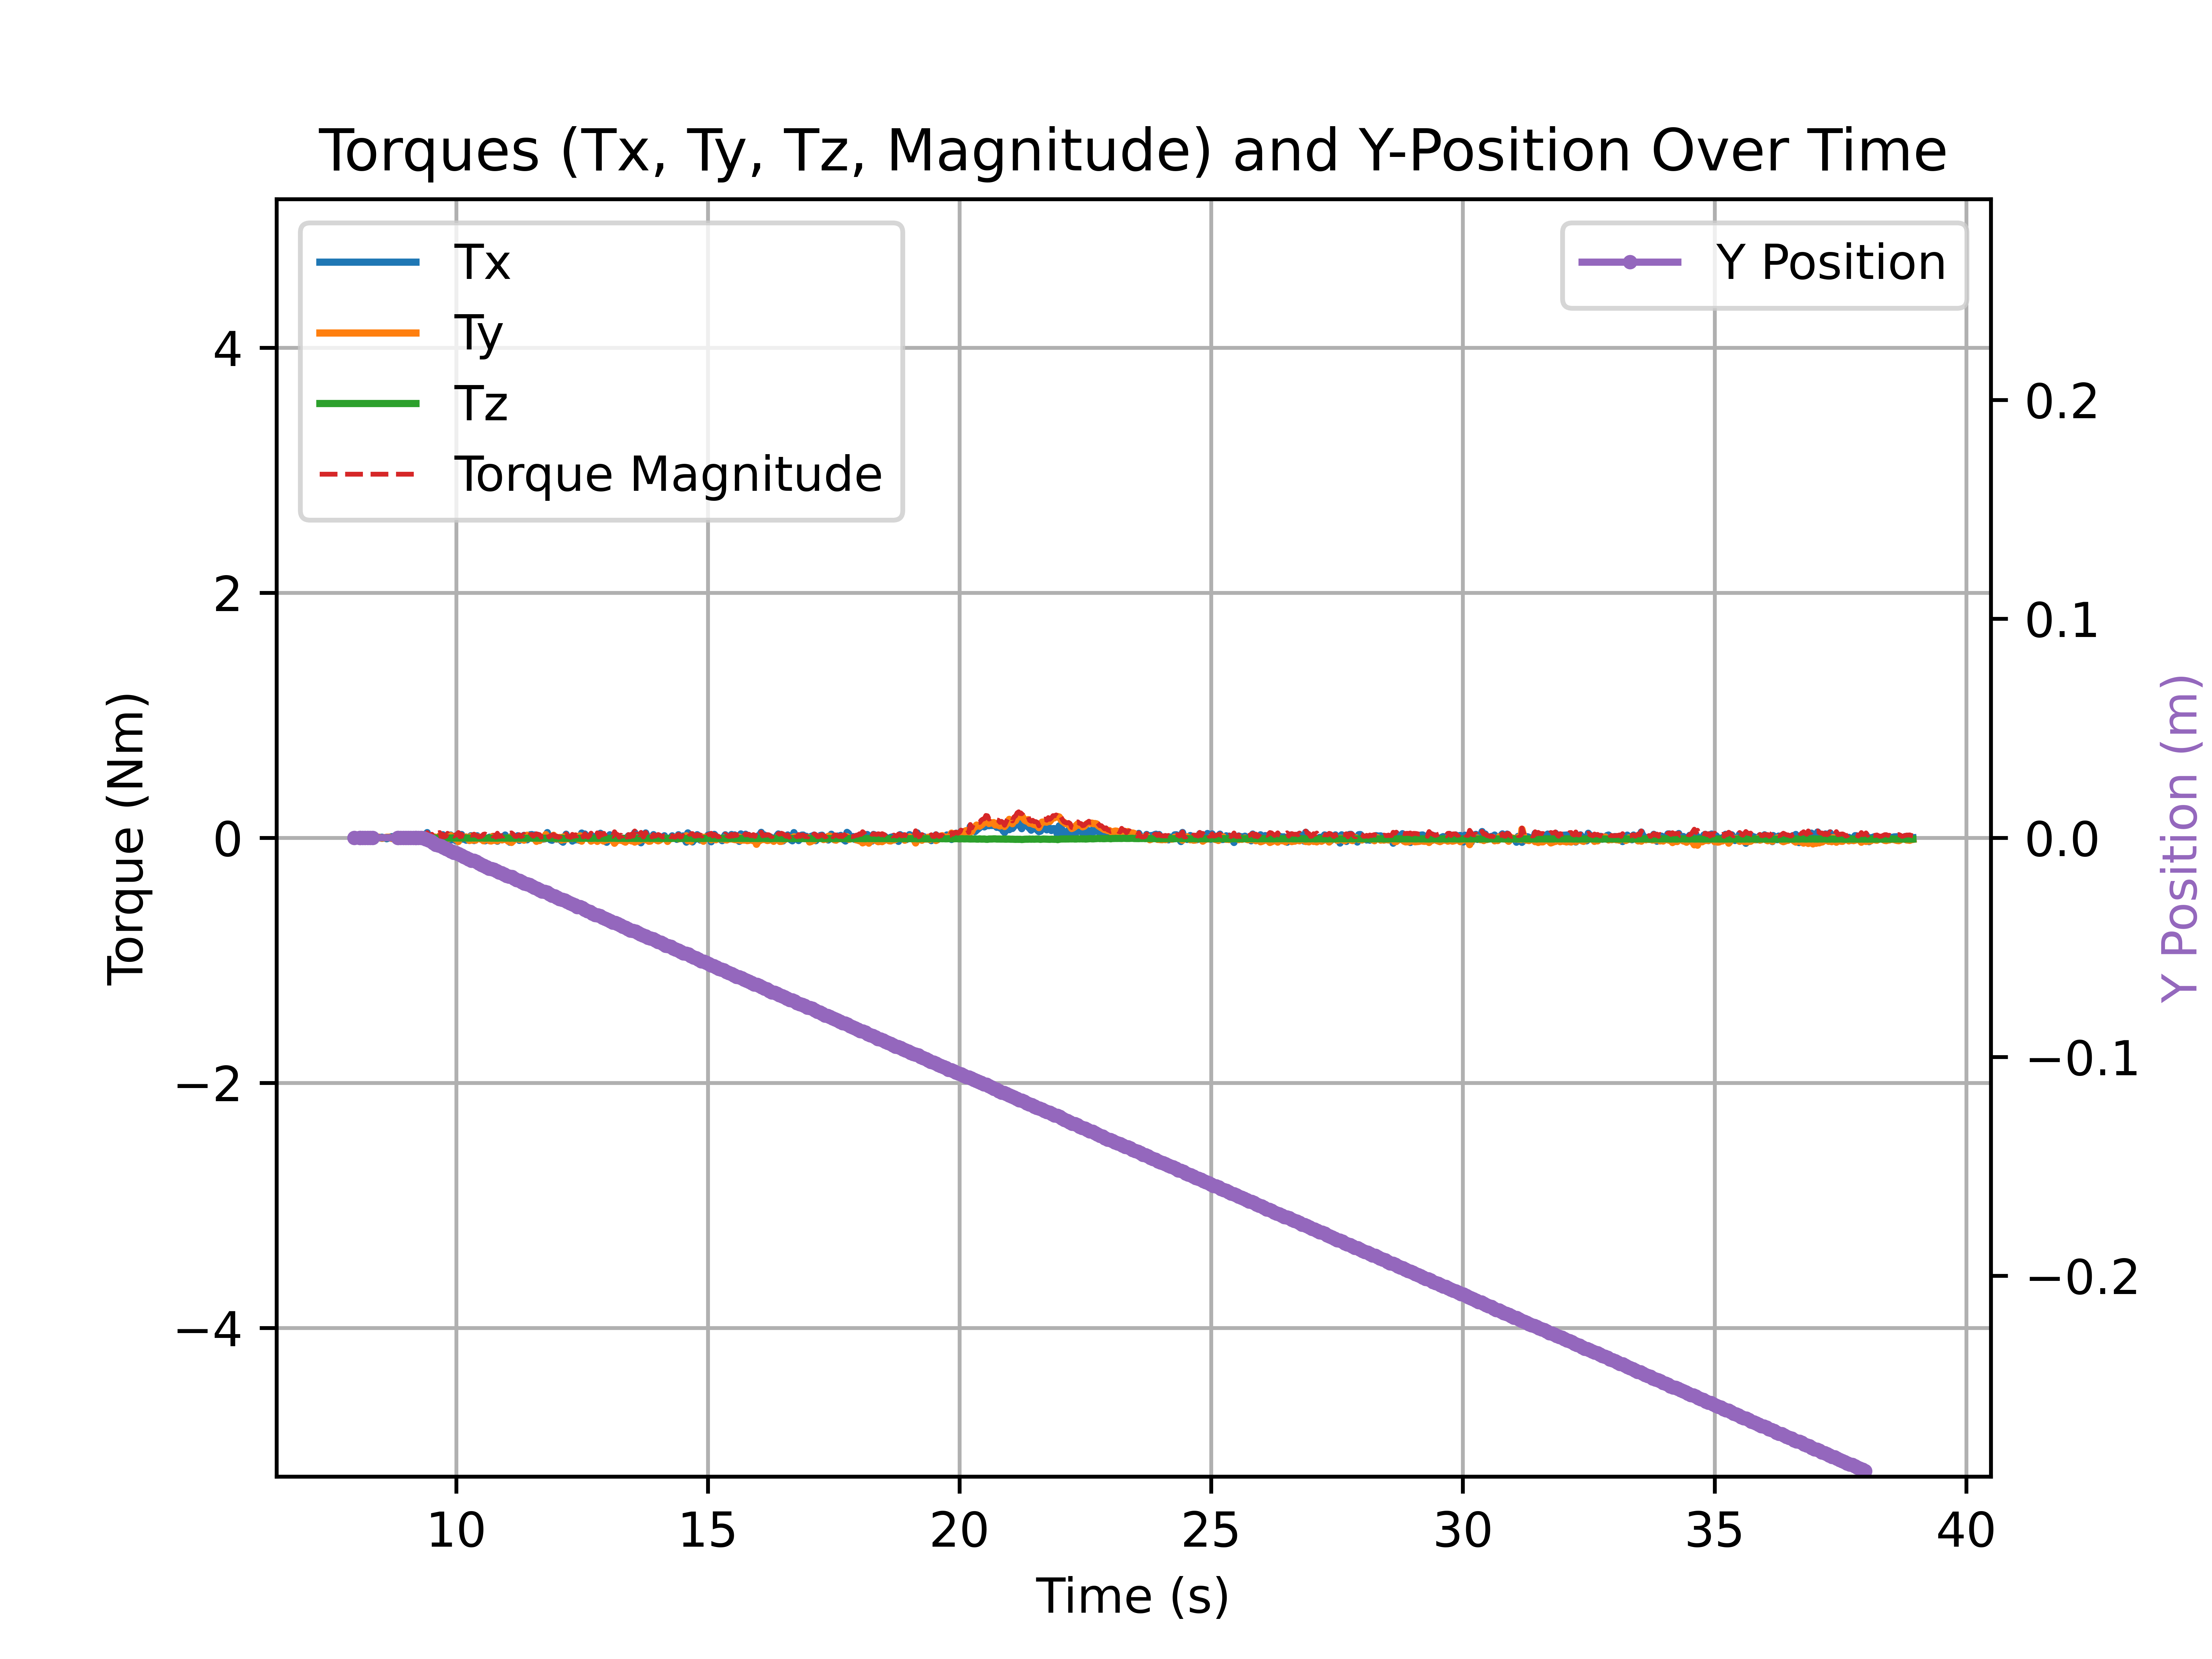 Torques (Tx, Ty, Tz, Magnitude) and Y-Position Over Time
Tx
Ty
Tz
Torque Magnitude
Y Position
Torque (Nm)
4
2
0
−2
−4
0.2
0.1
0.0
−0.1
−0.2
Y Position (m)
10 15 20 25 30 35 40
Time (s)